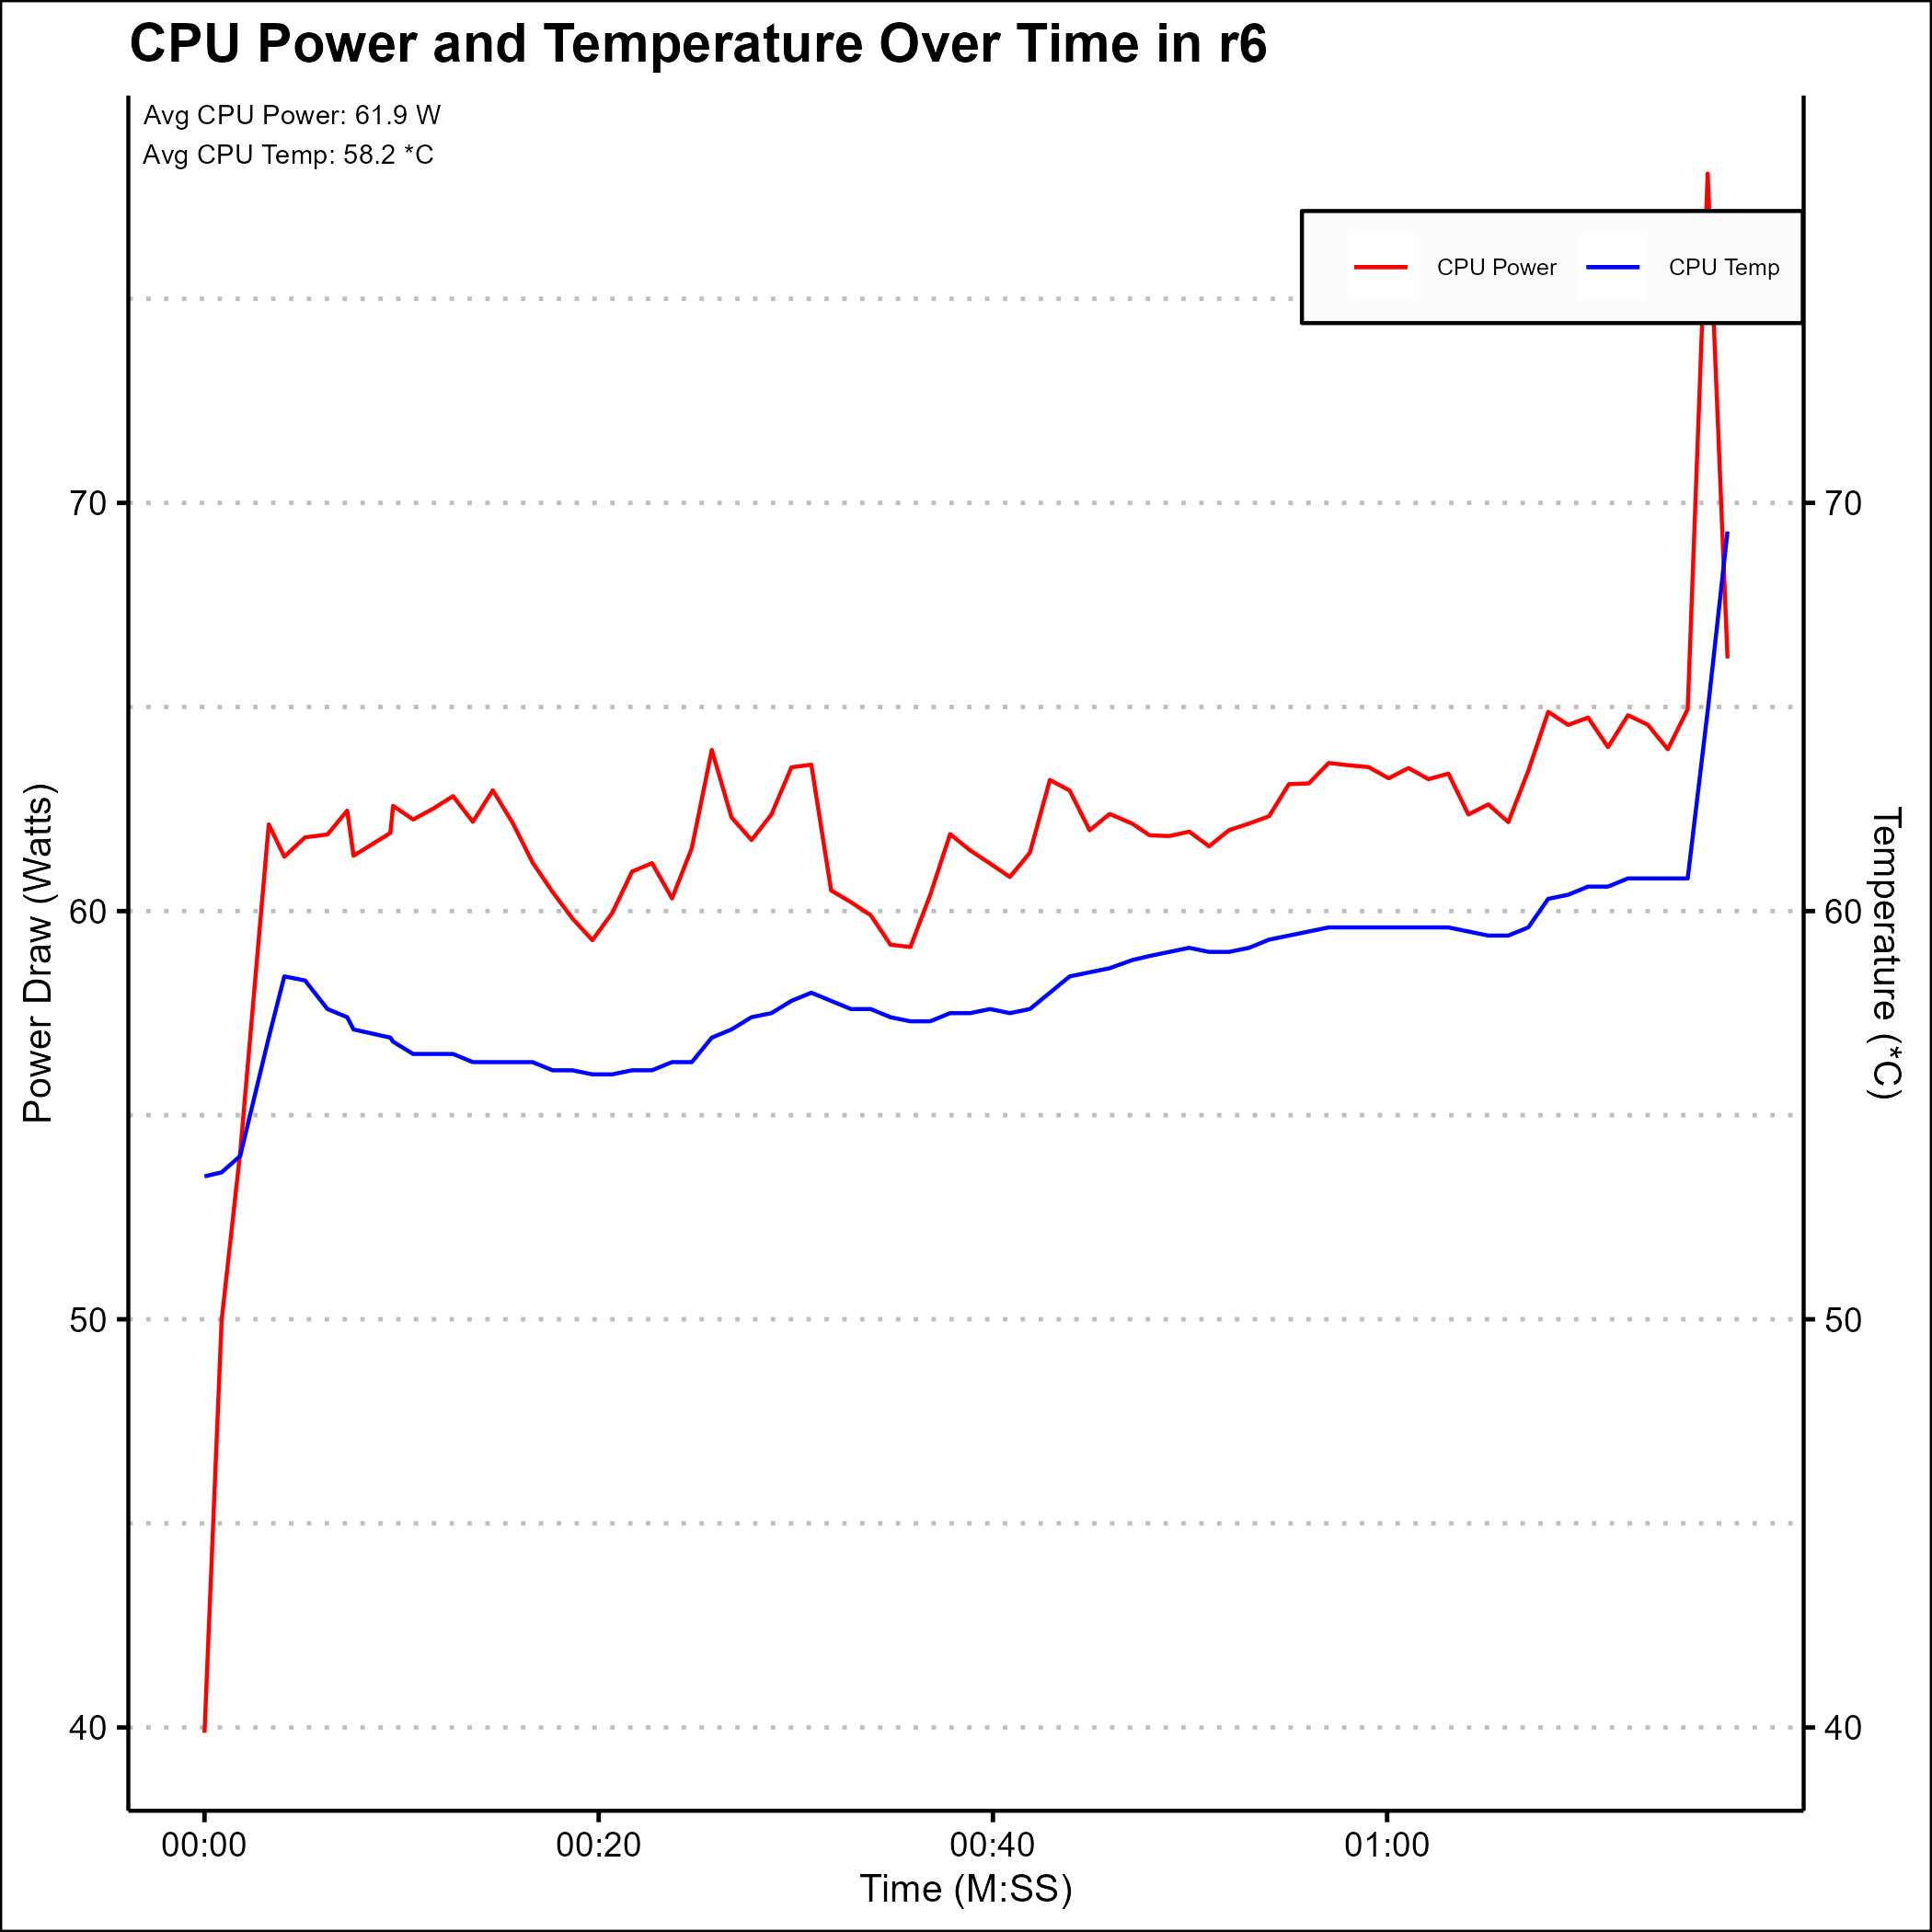 CPU Power and Temperature Over Time in r6
Avg CPU Power: 61.9 W
Avg CPU Temp: 58.2 *C
CPU Power
CPU Temp
70
60
50
40
Power Draw (Watts)
70
60
50
40
Temperature (*C)
00:00
00:20
00:40
01:00
Time (M:SS)